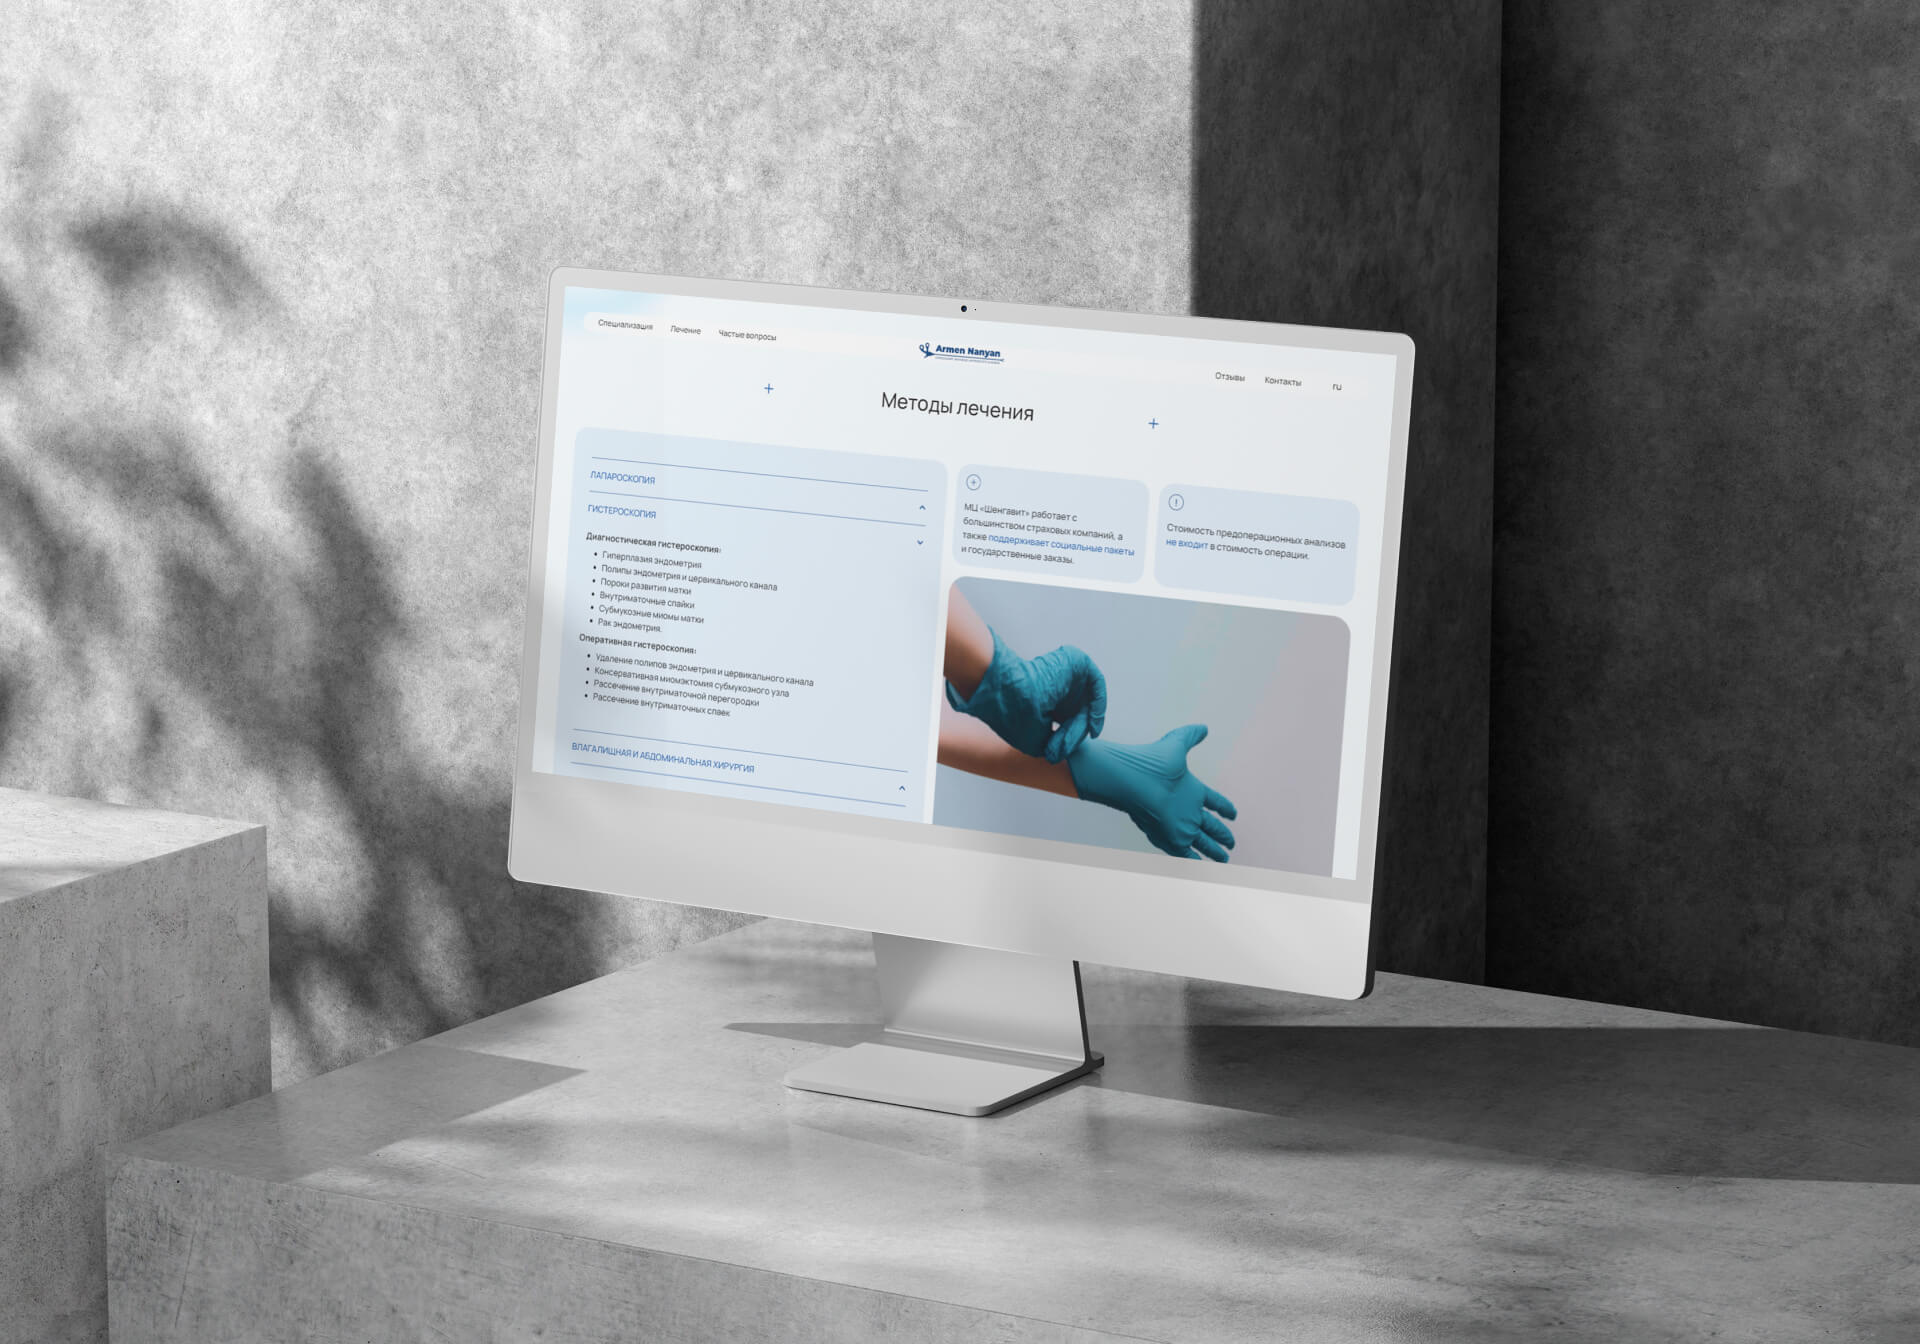 Специализация Лечение Частые вопросы
Armen Nanyan
Отзывы Контакты ru
Методы лечения
ЛАПАРОСКОПИЯ
ГИСТЕРОСКОПИЯ
Диагностическая гистероскопия:
Гиперплазия эндометрия
Полипы эндометрия и цервикального канала
Пороки развития матки
Внутриматочные спайки
Субмукозные миомы матки
Рак эндометрия.
Оперативная гистероскопия:
Удаление полипов эндометрия и цервикального канала
Консервативная миомэктомия субмукозного узла
Рассечение внутриматочной перегородки
Рассечение внутриматочных спаек
ВЛАГАЛИЩНАЯ И АБДОМИНАЛЬНАЯ ХИРУРГИЯ
МЦ «Шенгавит» работает с
большинством страховых компаний, а
также поддерживает социальные пакеты
и государственные заказы.
Стоимость предоперационных анализов
не входит в стоимость операции.